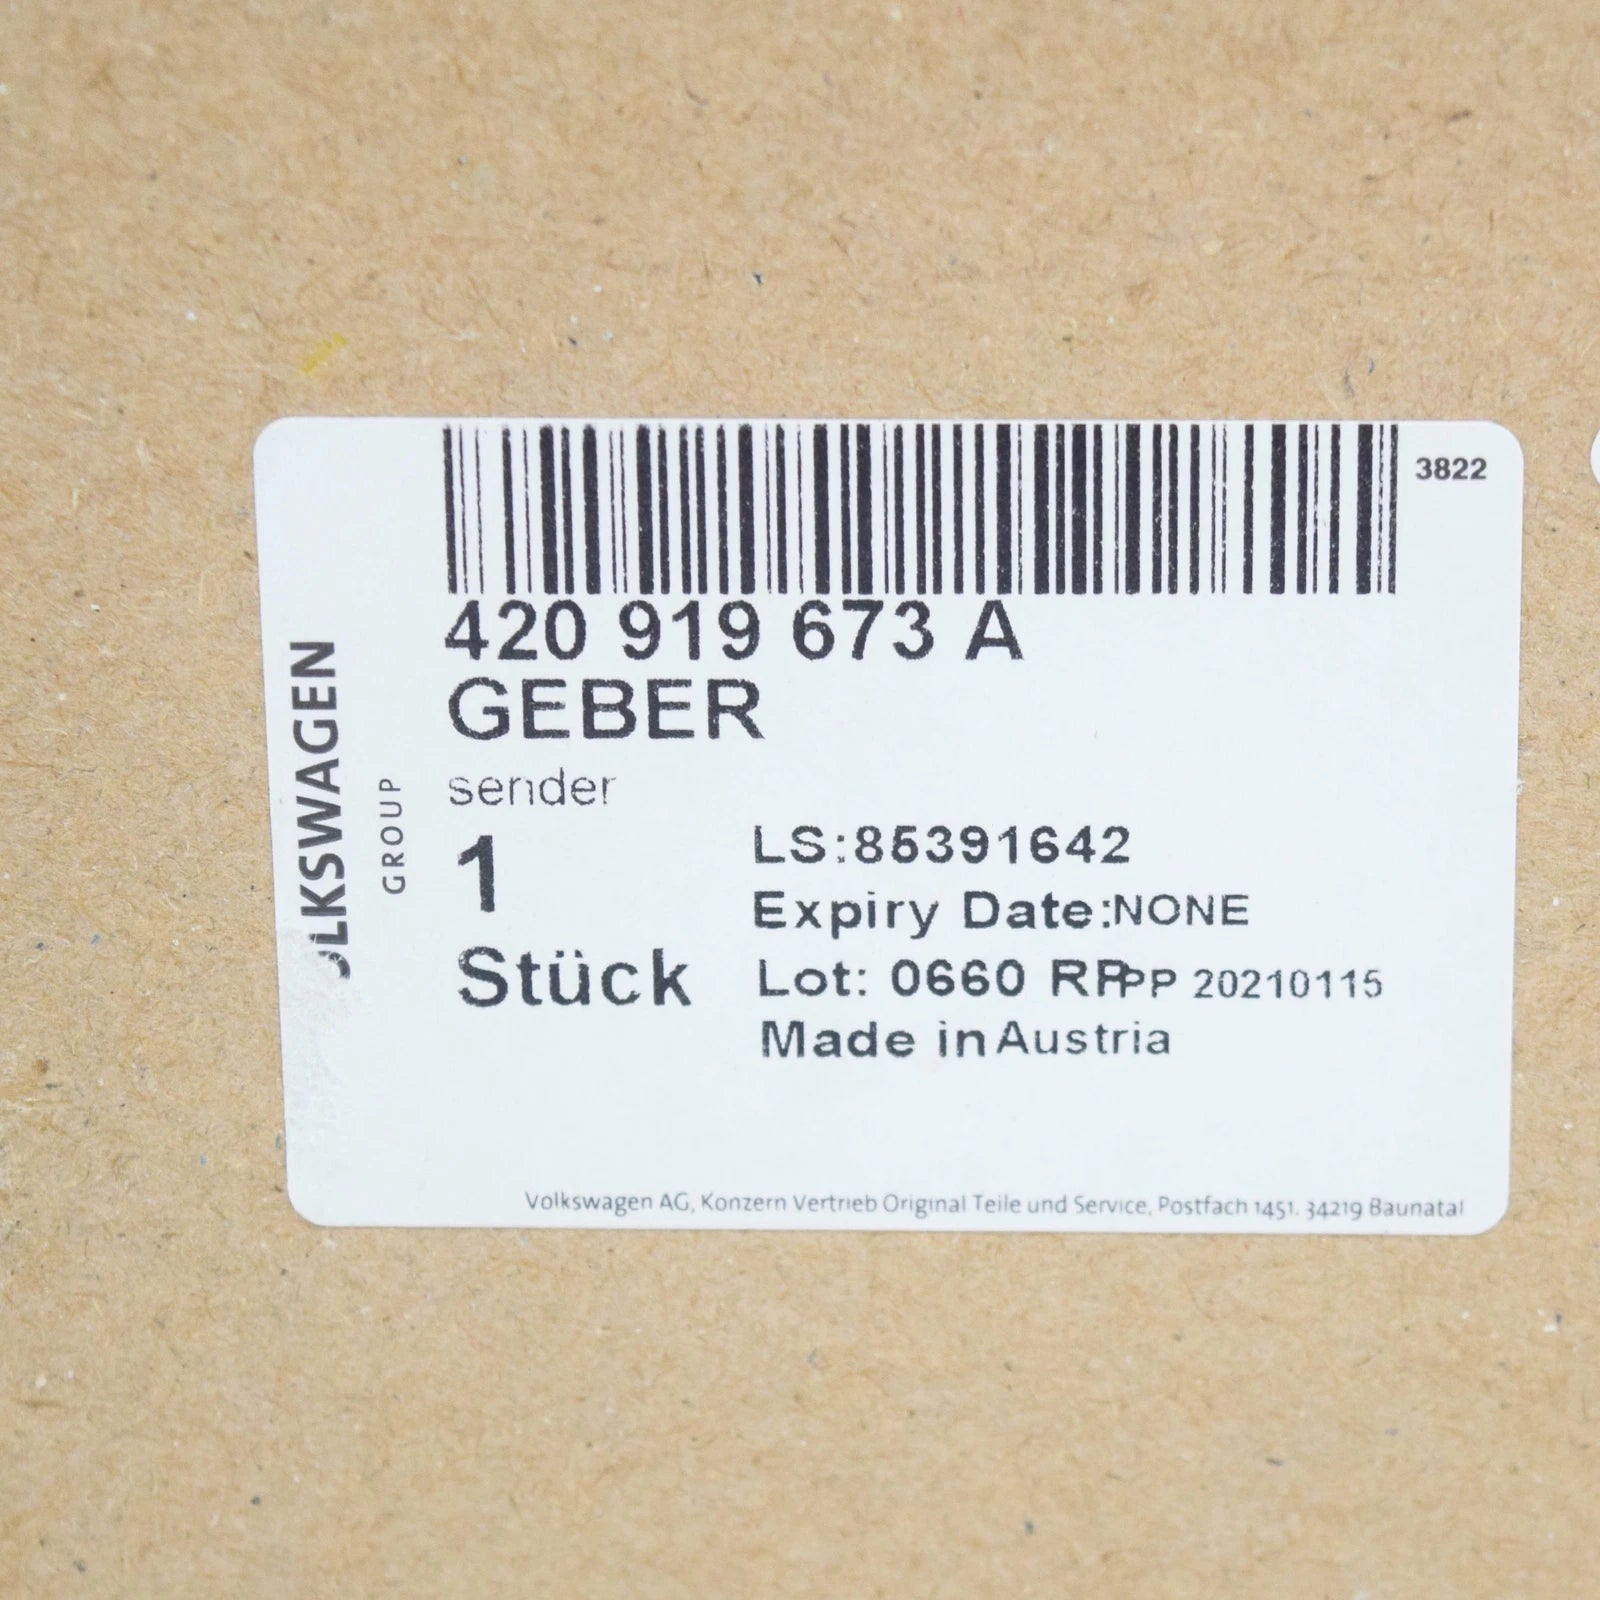 3822
420 919 673 A
GEBER
sender
1
Stück
LS:85391642
Expiry Date:NONE
Lot: 0660 RPPP 20210115
Made in Austria
VOLKSWAGEN
GROUP
Volkswagen AG, Konzern Vertrieb Original Teile und Service, Postfach 1451. 34219 Baunatal